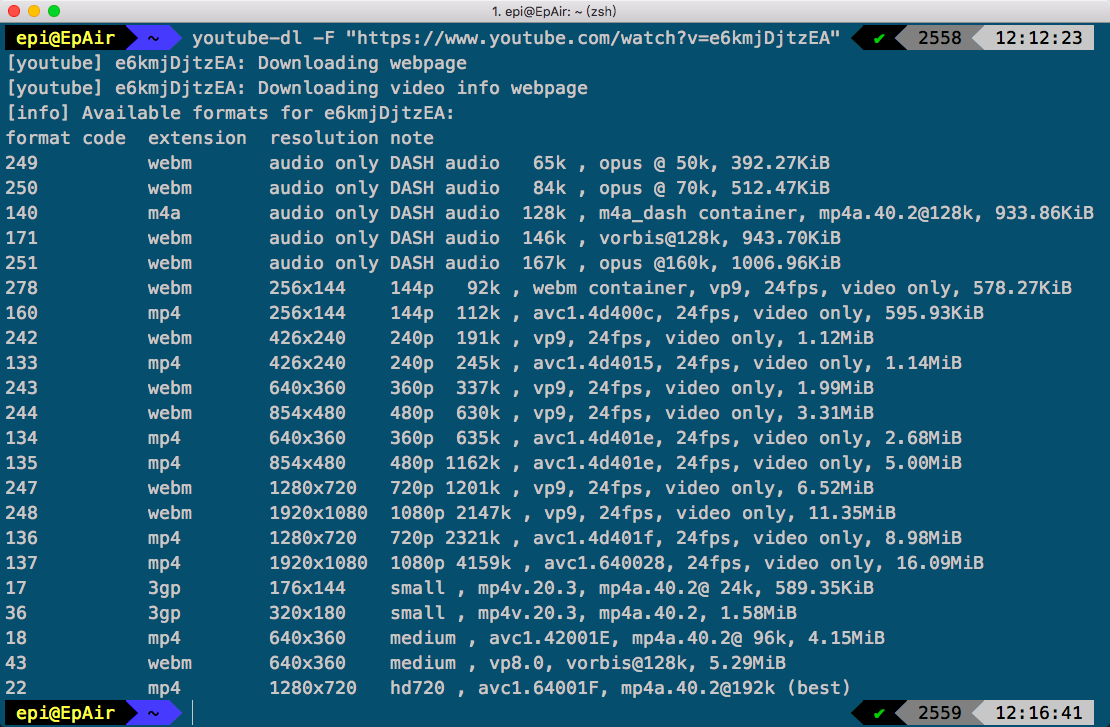 1. epi@EpAir: ~ (zsh)
epi@EpAir ~ youtube-dl -F "https://www.youtube.com/watch?v=e6kmjDjtzEA" ✔ 2558 12:12:23
[youtube] e6kmjDjtzEA: Downloading webpage
[youtube] e6kmjDjtzEA: Downloading video info webpage
[info] Available formats for e6kmjDjtzEA:
format code  extension  resolution note
249          webm       audio only DASH audio   65k , opus @ 50k, 392.27KiB
250          webm       audio only DASH audio   84k , opus @ 70k, 512.47KiB
140          m4a        audio only DASH audio  128k , m4a_dash container, mp4a.40.2@128k, 933.86KiB
171          webm       audio only DASH audio  146k , vorbis@128k, 943.70KiB
251          webm       audio only DASH audio  167k , opus @160k, 1006.96KiB
278          webm       256x144    144p   92k , webm container, vp9, 24fps, video only, 578.27KiB
160          mp4        256x144    144p  112k , avc1.4d400c, 24fps, video only, 595.93KiB
242          webm       426x240    240p  191k , vp9, 24fps, video only, 1.12MiB
133          mp4        426x240    240p  245k , avc1.4d4015, 24fps, video only, 1.14MiB
243          webm       640x360    360p  337k , vp9, 24fps, video only, 1.99MiB
244          webm       854x480    480p  630k , vp9, 24fps, video only, 3.31MiB
134          mp4        640x360    360p  635k , avc1.4d401e, 24fps, video only, 2.68MiB
135          mp4        854x480    480p 1162k , avc1.4d401e, 24fps, video only, 5.00MiB
247          webm       1280x720   720p 1201k , vp9, 24fps, video only, 6.52MiB
248          webm       1920x1080  1080p 2147k , vp9, 24fps, video only, 11.35MiB
136          mp4        1280x720   720p 2321k , avc1.4d401f, 24fps, video only, 8.98MiB
137          mp4        1920x1080  1080p 4159k , avc1.640028, 24fps, video only, 16.09MiB
17           3gp        176x144    small , mp4v.20.3, mp4a.40.2@ 24k, 589.35KiB
36           3gp        320x180    small , mp4v.20.3, mp4a.40.2, 1.58MiB
18           mp4        640x360    medium , avc1.42001E, mp4a.40.2@ 96k, 4.15MiB
43           webm       640x360    medium , vp8.0, vorbis@128k, 5.29MiB
22           mp4        1280x720   hd720 , avc1.64001F, mp4a.40.2@192k (best)
epi@EpAir ~ ✔ 2559 12:16:41